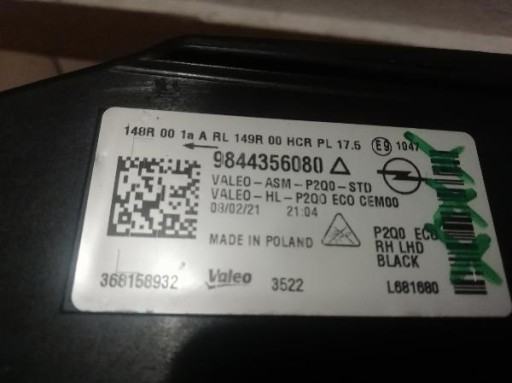 148R 00 1a A RL 149R 00 HCR PL 17.5 E9 1047
9844356080
VALEO-ASM-P2Q0-STD
VALEO-HL-P2Q0 ECO CEM00
08/02/21 21:04
MADE IN POLAND
P2Q0 ECO
RH LHD
BLACK
368158932 Valeo 3522 L681680